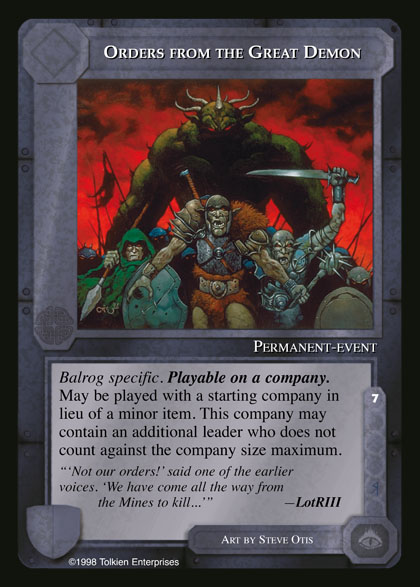 Orders from the Great Demon
Permanent-event
Balrog specific. Playable on a company.
May be played with a starting company in
lieu of a minor item. This company may
contain an additional leader who does not
count against the company size maximum.
7
“‘Not our orders!’ said one of the earlier
voices. ‘We have come all the way from
the Mines to kill...’” —LotRIII
Art by Steve Otis
©1998 Tolkien Enterprises